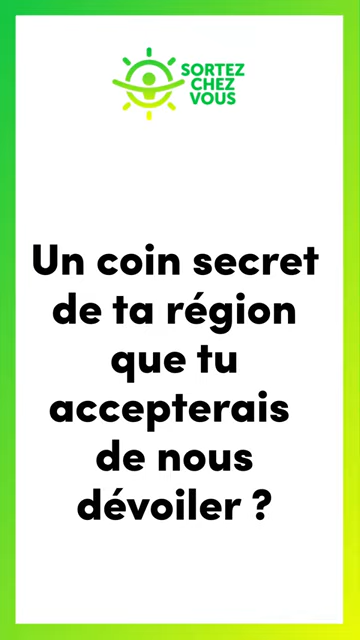 SORTEZ
CHEZ
VOUS
Un coin secret
de ta région
que tu
accepterais
de nous
dévoiler ?